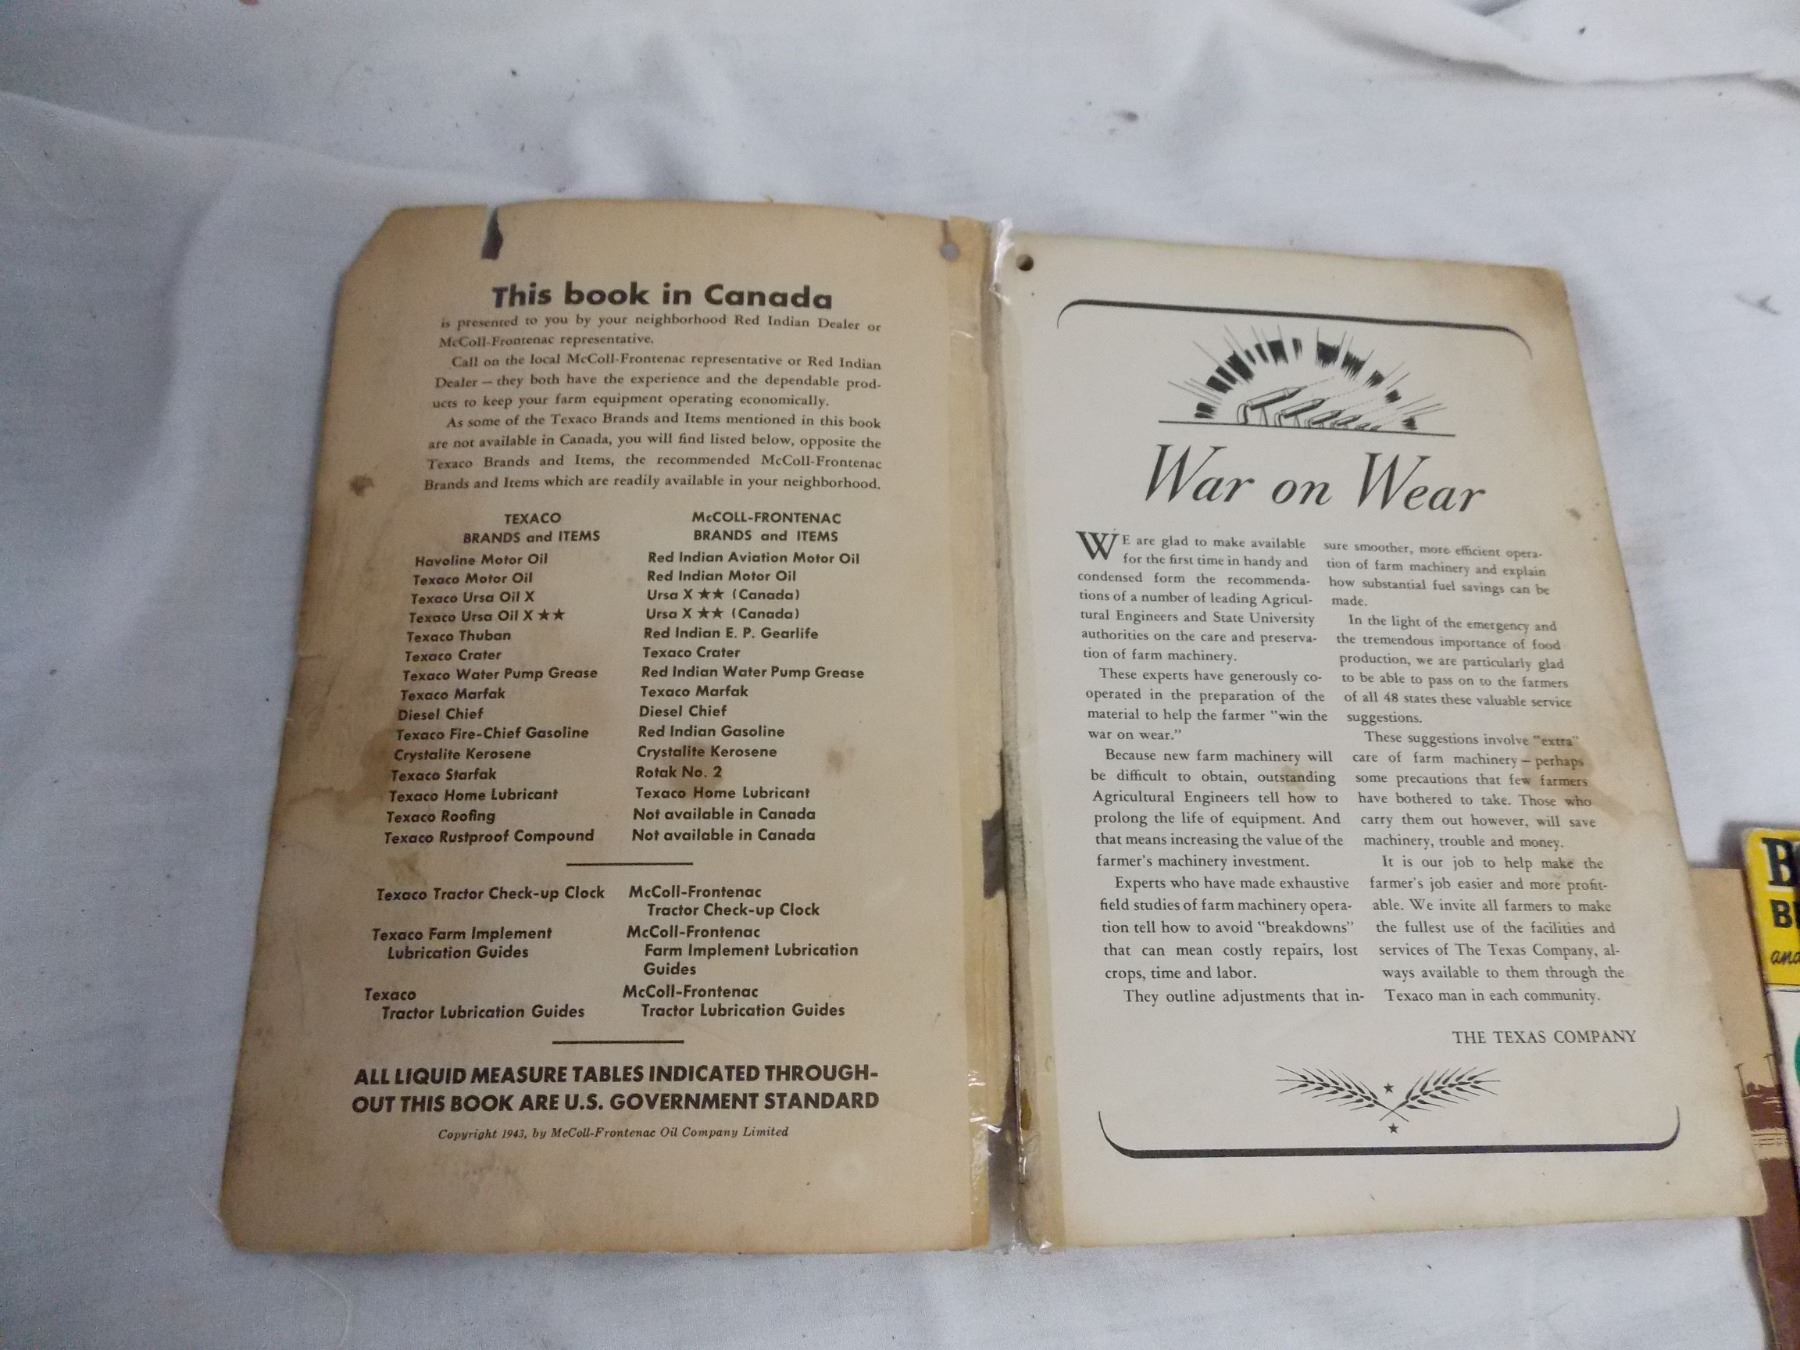 This book in Canada
is presented to you by your neighborhood Red Indian Dealer or
McColl-Frontenac representative.
Call on the local McColl-Frontenac representative or Red Indian
Dealer — they both have the experience and the dependable prod-
ucts to keep your farm equipment operating economically.
As some of the Texaco Brands and Items mentioned in this book
are not available in Canada, you will find listed below, opposite the
Texaco Brands and Items, the recommended McColl-Frontenac
Brands and Items which are readily available in your neighborhood.
TEXACO McCOLL-FRONTENAC
BRANDS and ITEMS BRANDS and ITEMS
Havoline Motor Oil Red Indian Aviation Motor Oil
Texaco Motor Oil Red Indian Motor Oil
Texaco Ursa Oil X Ursa X ★★ (Canada)
Texaco Ursa Oil X ★★ Ursa X ★★ (Canada)
Texaco Thuban Red Indian E. P. Gearlife
Texaco Crater Texaco Crater
Texaco Water Pump Grease Red Indian Water Pump Grease
Texaco Marfak Texaco Marfak
Diesel Chief Diesel Chief
Texaco Fire-Chief Gasoline Red Indian Gasoline
Crystalite Kerosene Crystalite Kerosene
Texaco Starfak Rotak No. 2
Texaco Home Lubricant Texaco Home Lubricant
Texaco Roofing Not available in Canada
Texaco Rustproof Compound Not available in Canada
Texaco Tractor Check-up Clock McColl-Frontenac
Tractor Check-up Clock
Texaco Farm Implement McColl-Frontenac
Lubrication Guides Farm Implement Lubrication
Guides
Texaco McColl-Frontenac
Tractor Lubrication Guides Tractor Lubrication Guides
ALL LIQUID MEASURE TABLES INDICATED THROUGH-
OUT THIS BOOK ARE U.S. GOVERNMENT STANDARD
Copyright 1943, by McColl-Frontenac Oil Company Limited
War on Wear
WE are glad to make available
for the first time in handy and
condensed form the recommenda-
tions of a number of leading Agricul-
tural Engineers and State University
authorities on the care and preserva-
tion of farm machinery.
These experts have generously co-
operated in the preparation of the
material to help the farmer "win the
war on wear."
Because new farm machinery will
be difficult to obtain, outstanding
Agricultural Engineers tell how to
prolong the life of equipment. And
that means increasing the value of the
farmer's machinery investment.
Experts who have made exhaustive
field studies of farm machinery opera-
tion tell how to avoid "breakdowns"
that can mean costly repairs, lost
crops, time and labor.
They outline adjustments that in-
sure smoother, more efficient opera-
tion of farm machinery and explain
how substantial fuel savings can be
made.
In the light of the emergency and
the tremendous importance of food
production, we are particularly glad
to be able to pass on to the farmers
of all 48 states these valuable service
suggestions.
These suggestions involve "extra"
care of farm machinery — perhaps
some precautions that few farmers
have bothered to take. Those who
carry them out however, will save
machinery, trouble and money.
It is our job to help make the
farmer's job easier and more profit-
able. We invite all farmers to make
the fullest use of the facilities and
services of The Texas Company, al-
ways available to them through the
Texaco man in each community.
THE TEXAS COMPANY
and